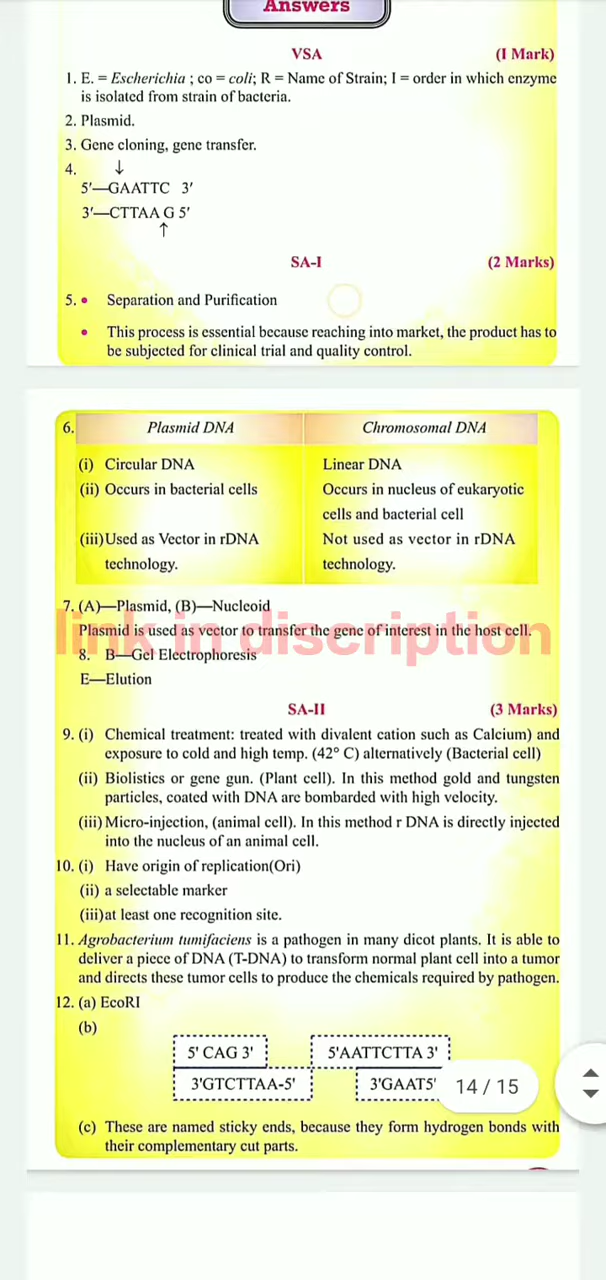 Answers
VSA (I Mark)
1. E. = Escherichia ; co = coli; R = Name of Strain; I = order in which enzyme
is isolated from strain of bacteria.
2. Plasmid.
3. Gene cloning, gene transfer.
4. ↓
5'—GAATTC 3'
3'—CTTAA G 5'
↑
SA-I (2 Marks)
5. • Separation and Purification
• This process is essential because reaching into market, the product has to
be subjected for clinical trial and quality control.
6. Plasmid DNA Chromosomal DNA
(i) Circular DNA Linear DNA
(ii) Occurs in bacterial cells Occurs in nucleus of eukaryotic
cells and bacterial cell
(iii) Used as Vector in rDNA Not used as vector in rDNA
technology. technology.
7. (A)—Plasmid, (B)—Nucleoid
link in discription
Plasmid is used as vector to transfer the gene of interest in the host cell.
8. B—Gel Electrophoresis
E—Elution
SA-II (3 Marks)
9. (i) Chemical treatment: treated with divalent cation such as Calcium) and
exposure to cold and high temp. (42° C) alternatively (Bacterial cell)
(ii) Biolistics or gene gun. (Plant cell). In this method gold and tungsten
particles, coated with DNA are bombarded with high velocity.
(iii) Micro-injection, (animal cell). In this method r DNA is directly injected
into the nucleus of an animal cell.
10. (i) Have origin of replication(Ori)
(ii) a selectable marker
(iii) at least one recognition site.
11. Agrobacterium tumifaciens is a pathogen in many dicot plants. It is able to
deliver a piece of DNA (T-DNA) to transform normal plant cell into a tumor
and directs these tumor cells to produce the chemicals required by pathogen.
12. (a) EcoRI
(b)
5' CAG 3' 5'AATTCTTA 3'
3'GTCTTAA-5' 3'GAAT5' 14 / 15
(c) These are named sticky ends, because they form hydrogen bonds with
their complementary cut parts.